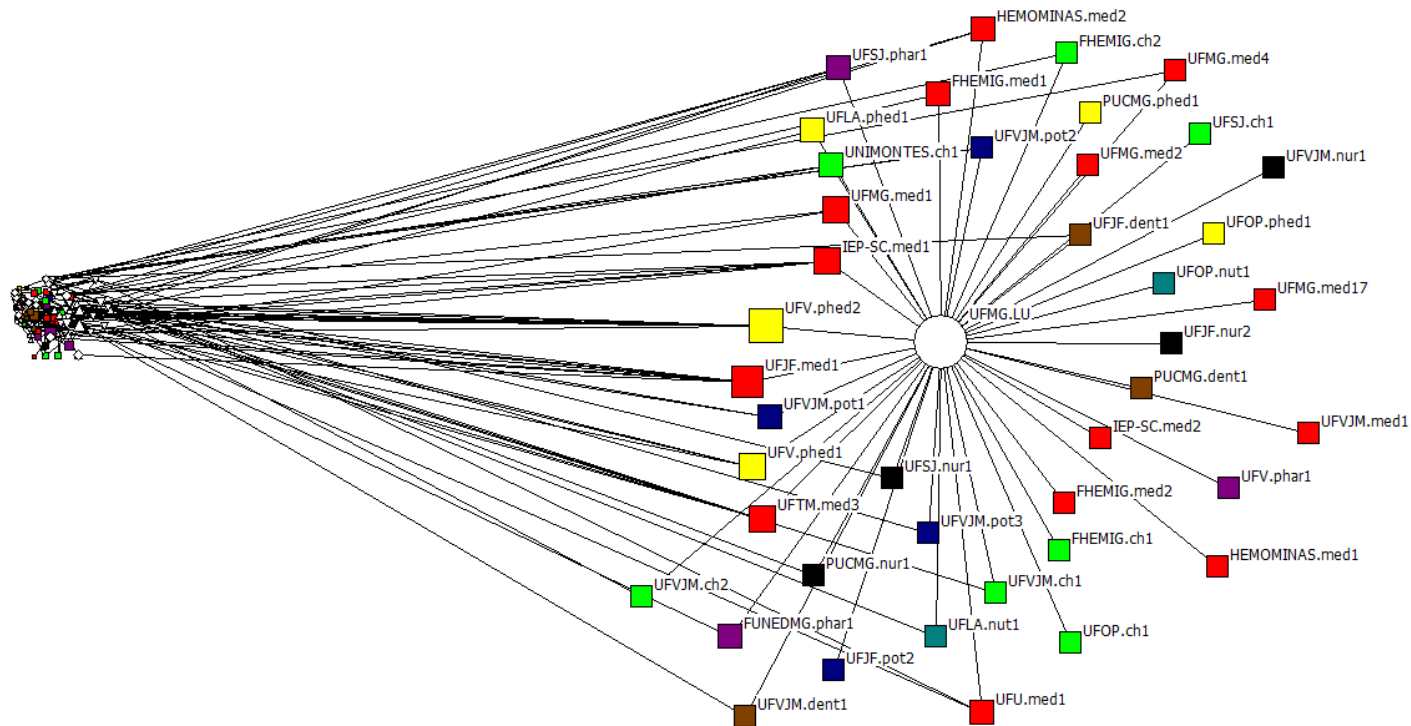 HEMOMINAS.med2
FHEMIG.ch2
UFSJ.phar1
UFMG.med4
FHEMIG.med1
PUCMG.phed1
UFLA.phed1
UFSJ.ch1
UFVJM.pot2
UNIMONTES.ch1
UFMG.med2
UFVJM.nur1
UFMG.med1
UFJF.dent1
UFOP.phed1
IEP-SC.med1
UFOP.nut1
UFMG.med17
UFV.phed2
UFMG.LU
UFJF.nur2
UFJF.med1
PUCMG.dent1
UFVJM.pot1
UFVJM.med1
IEP-SC.med2
UFV.phed1
UFSJ.nur1
UFV.phar1
FHEMIG.med2
UFTM.med3
UFVJM.pot3
FHEMIG.ch1
HEMOMINAS.med1
PUCMG.nur1
UFVJM.ch2
UFVJM.ch1
FUNEDMG.phar1
UFLA.nut1
UFOP.ch1
UFJF.pot2
UFVJM.dent1
UFU.med1